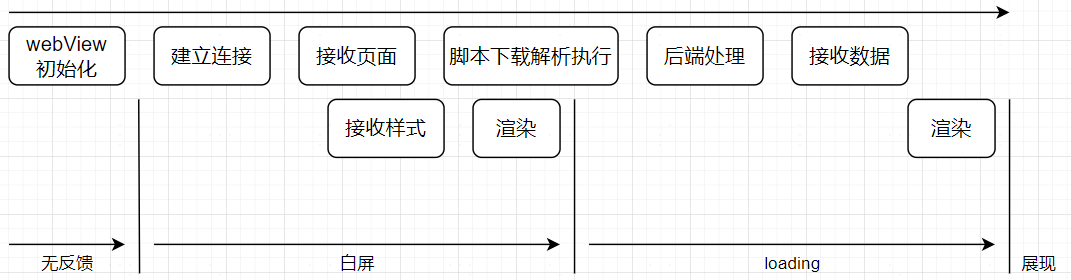 webView
初始化
建立连接
接收页面
脚本下载解析执行
后端处理
接收数据
接收样式
渲染
渲染
无反馈
白屏
loading
展现